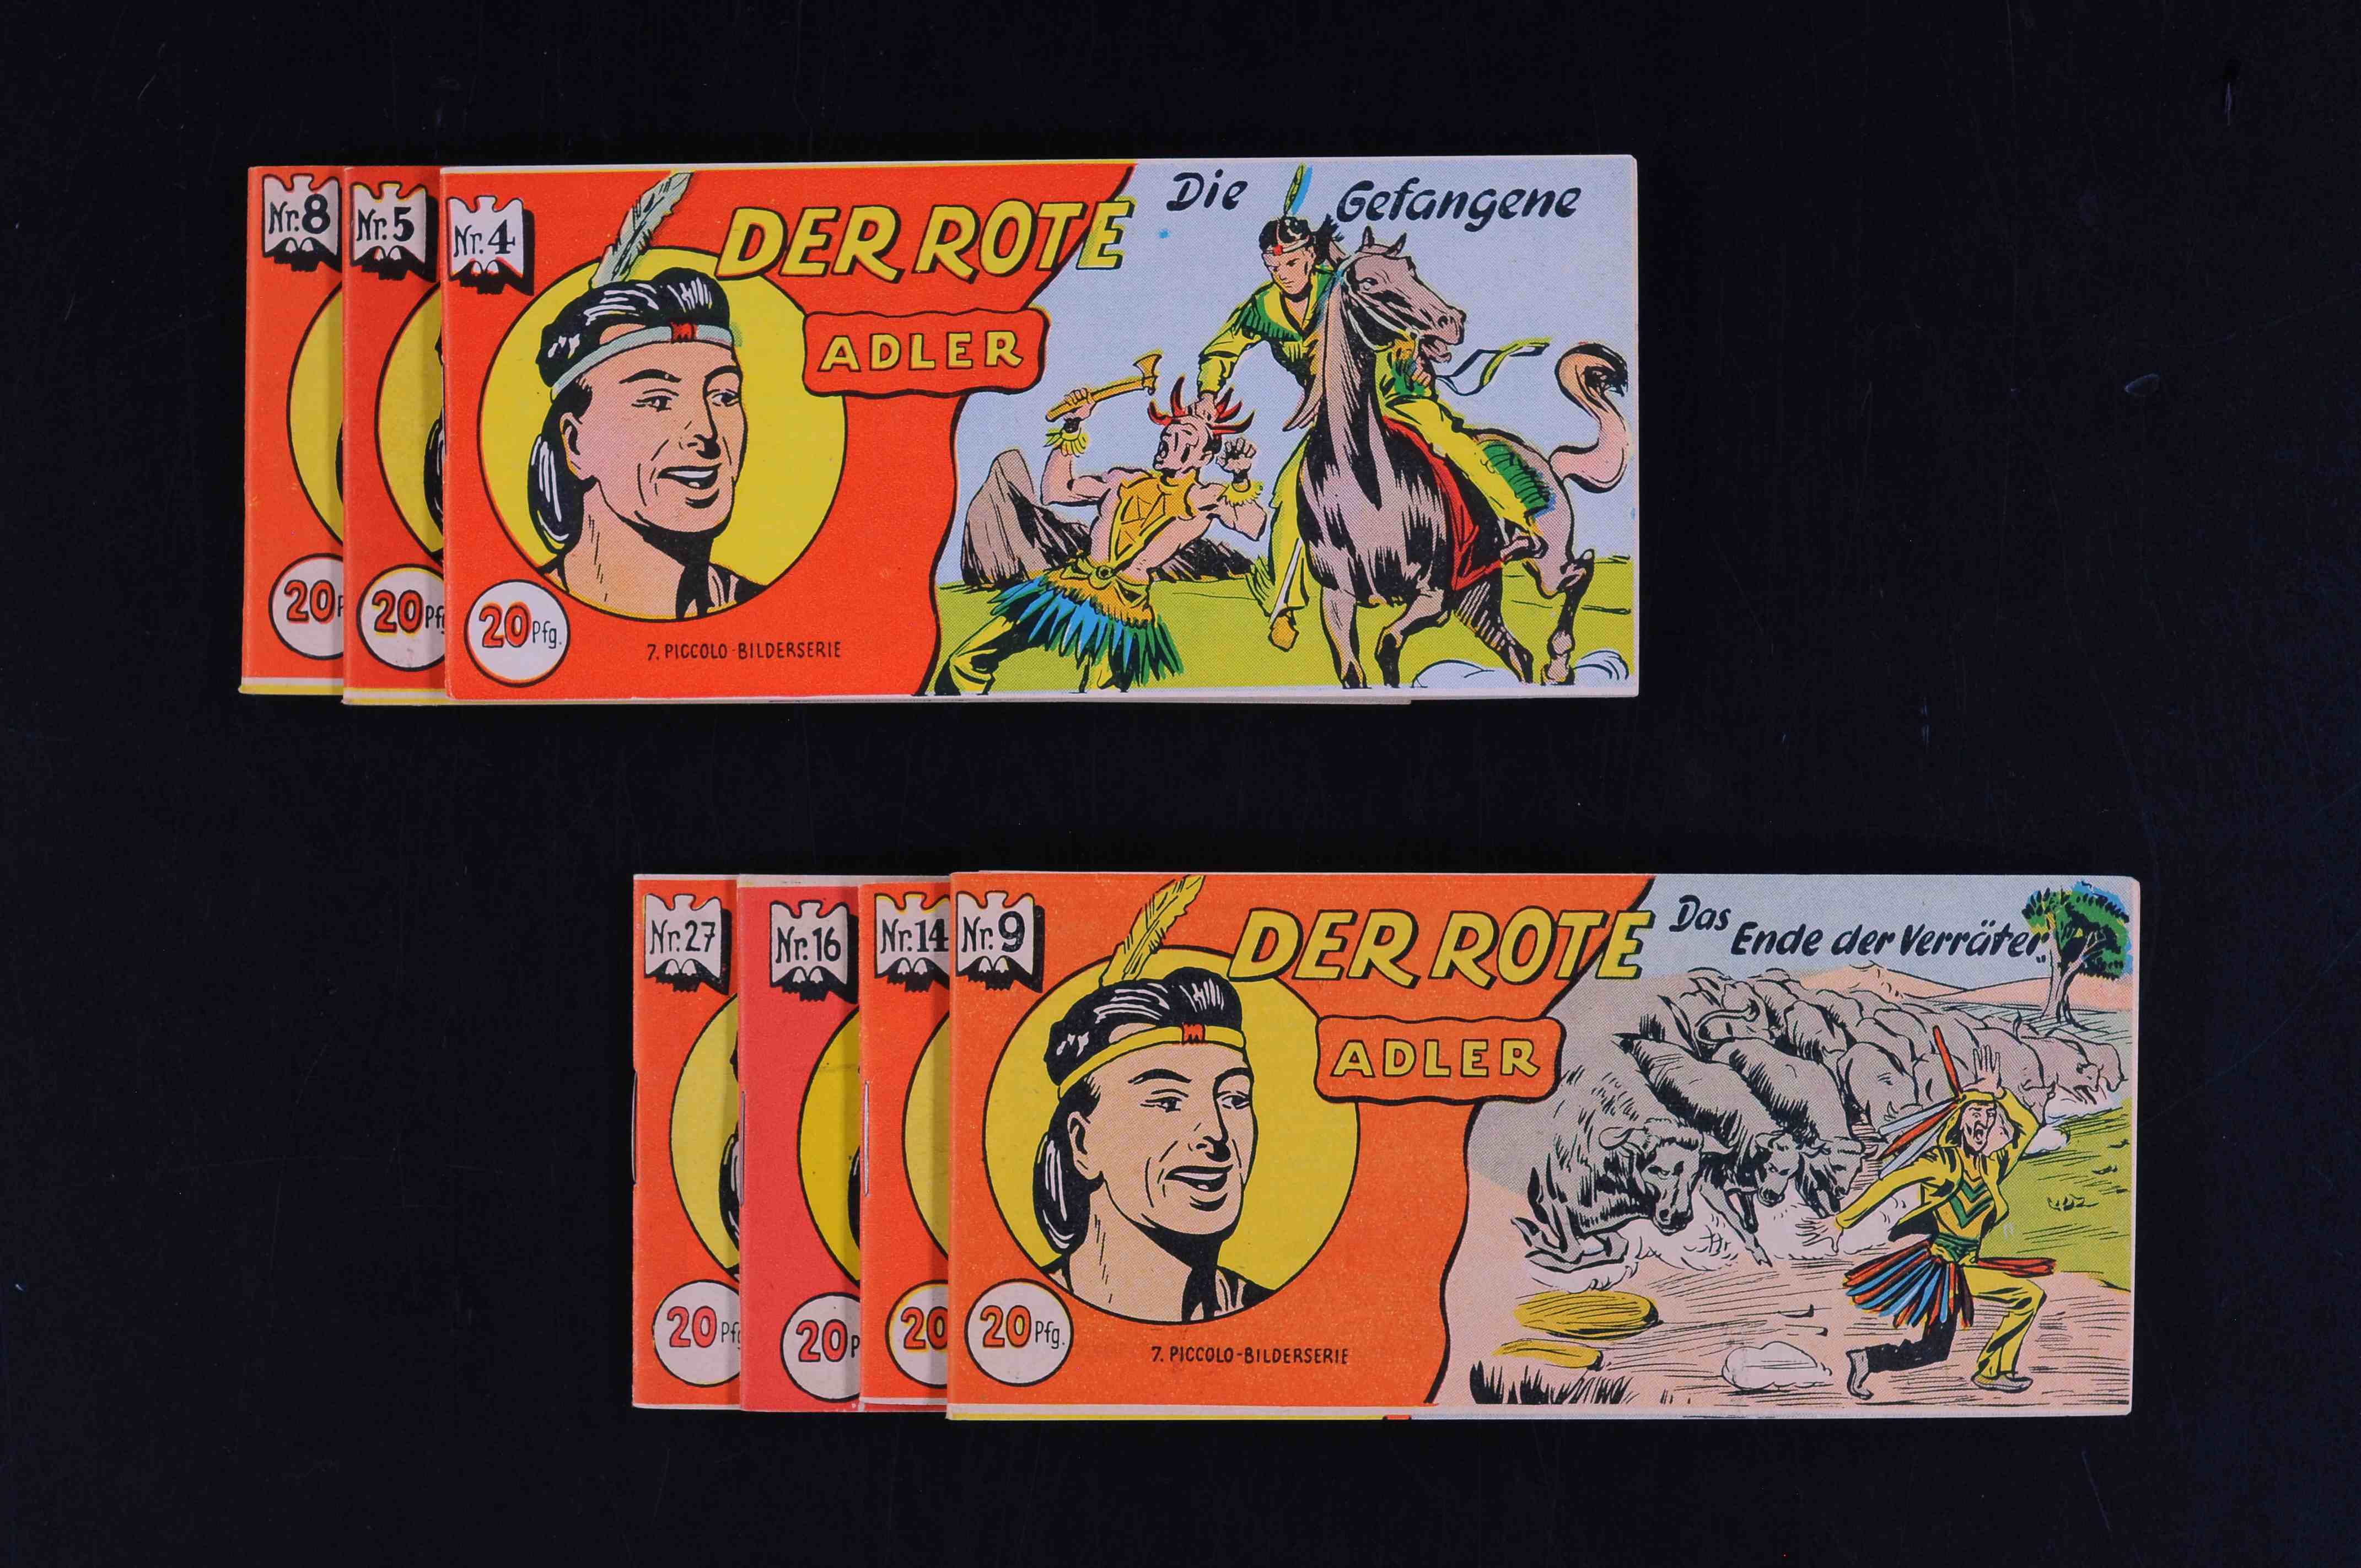 Nr. 8
Nr. 5
Nr. 4
DER ROTE
ADLER
Die Gefangene
20
20 Pfg
20 Pfg.
7. PICCOLO-BILDERSERIE
Nr. 27
Nr. 16
Nr. 14
Nr. 9
DER ROTE
ADLER
Das
Ende der Verräter
20 Pfg
20
20
20 Pfg.
7. PICCOLO-BILDERSERIE